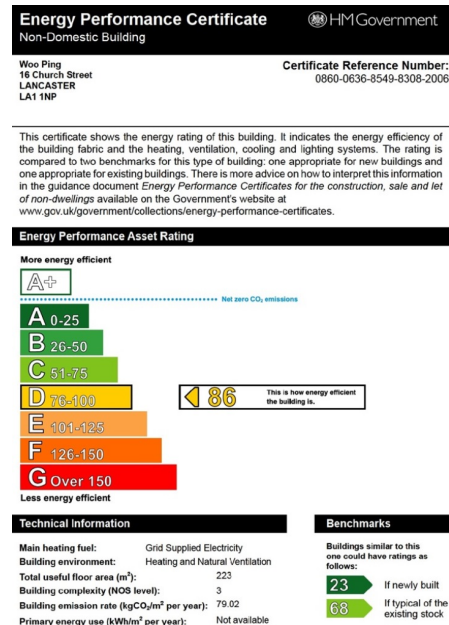 Energy Performance Certificate
HM Government
Non-Domestic Building
Woo Ping
16 Church Street
LANCASTER
LA1 1NP
Certificate Reference Number:
0860-0636-8549-8308-2006
This certificate shows the energy rating of this building. It indicates the energy efficiency of
the building fabric and the heating, ventilation, cooling and lighting systems. The rating is
compared to two benchmarks for this type of building: one appropriate for new buildings and
one appropriate for existing buildings. There is more advice on how to interpret this information
in the guidance document Energy Performance Certificates for the construction, sale and let
of non-dwellings available on the Government's website at
www.gov.uk/government/collections/energy-performance-certificates.
Energy Performance Asset Rating
More energy efficient
A+
Net zero CO₂ emissions
A 0-25
B 26-50
C 51-75
D 76-100
86
This is how energy efficient
the building is.
E 101-125
F 126-150
G Over 150
Less energy efficient
Technical Information
Main heating fuel: Grid Supplied Electricity
Building environment: Heating and Natural Ventilation
Total useful floor area (m²): 223
Building complexity (NOS level): 3
Building emission rate (kgCO₂/m² per year): 79.02
Primary energy use (kWh/m² per year): Not available
Benchmarks
Buildings similar to this
one could have ratings as
follows:
23 If newly built
68 If typical of the
existing stock